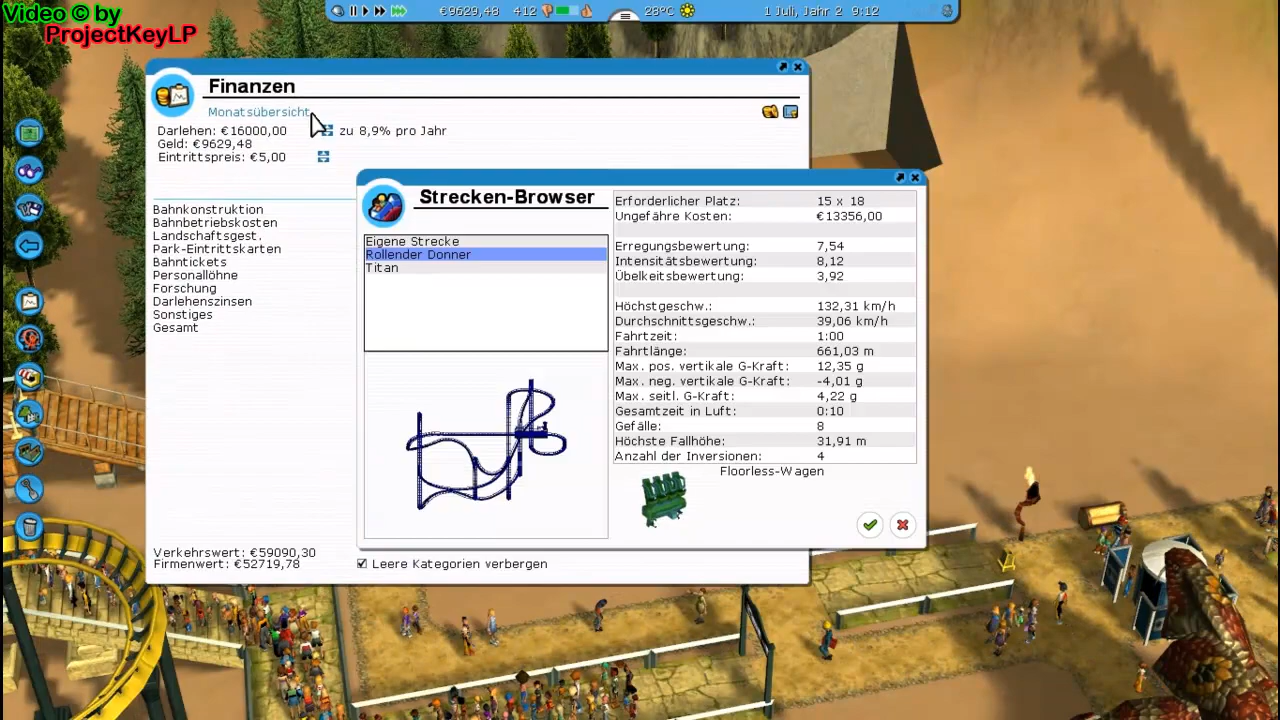 Video © by
ProjectKeyLP
€9629,48 412 28°C 1 Juli, Jahr 2 9:12
Finanzen
Monatsübersicht
Darlehen: €16000,00 zu 8,9% pro Jahr
Geld: €9629,48
Eintrittspreis: €5,00
Bahnkonstruktion
Bahnbetriebskosten
Landschaftsgest.
Park-Eintrittskarten
Bahntickets
Personallöhne
Forschung
Darlehenszinsen
Sonstiges
Gesamt
Verkehrswert: €59090,30
Firmenwert: €52719,78
Leere Kategorien verbergen
Strecken-Browser
Eigene Strecke
Rollender Donner
Titan
Erforderlicher Platz: 15 x 18
Ungefähre Kosten: €13356,00
Erregungsbewertung: 7,54
Intensitätsbewertung: 8,12
Übelkeitsbewertung: 3,92
Höchstgeschw.: 132,31 km/h
Durchschnittsgeschw.: 39,06 km/h
Fahrtzeit: 1:00
Fahrtlänge: 661,03 m
Max. pos. vertikale G-Kraft: 12,35 g
Max. neg. vertikale G-Kraft: -4,01 g
Max. seitl. G-Kraft: 4,22 g
Gesamtzeit in Luft: 0:10
Gefälle: 8
Höchste Fallhöhe: 31,91 m
Anzahl der Inversionen: 4
Floorless-Wagen